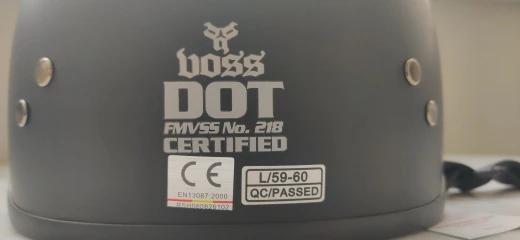 voss
DOT
FMVSS No. 218
CERTIFIED
CE
EN13087:2000
L/59-60
QC/PASSED